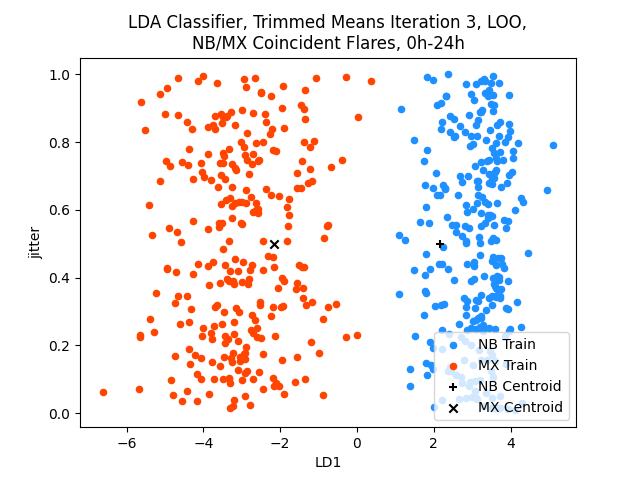 LDA Classifier, Trimmed Means Iteration 3, LOO,
NB/MX Coincident Flares, 0h-24h
1.0
0.8
0.6
0.4
0.2
0.0
jitter
NB Train
MX Train
NB Centroid
MX Centroid
−6
−4
−2
0
2
4
LD1